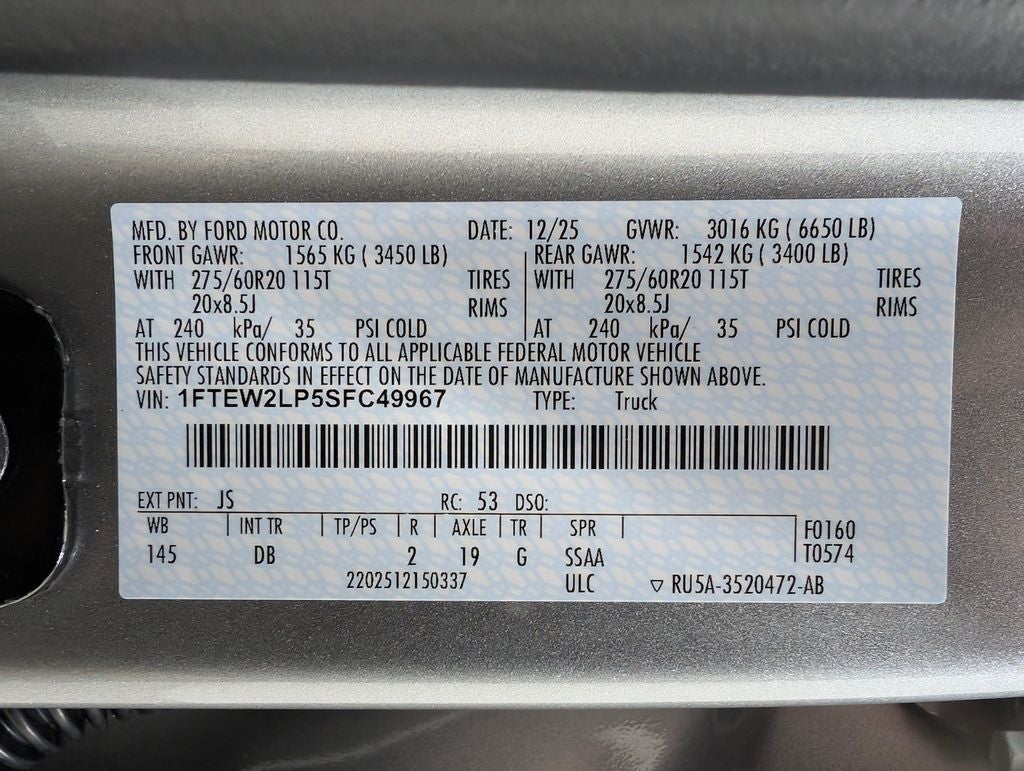 MFD. BY FORD MOTOR CO. DATE: 12/25 GVWR: 3016 KG ( 6650 LB)
FRONT GAWR: 1565 KG ( 3450 LB) REAR GAWR: 1542 KG ( 3400 LB)
WITH 275/60R20 115T TIRES WITH 275/60R20 115T TIRES
20x8.5J RIMS 20x8.5J RIMS
AT 240 kPa/ 35 PSI COLD AT 240 kPa/ 35 PSI COLD
THIS VEHICLE CONFORMS TO ALL APPLICABLE FEDERAL MOTOR VEHICLE
SAFETY STANDARDS IN EFFECT ON THE DATE OF MANUFACTURE SHOWN ABOVE.
VIN: 1FTEW2LP5SFC49967 TYPE: Truck
EXT PNT: JS RC: 53 DSO:
WB INT TR TP/PS R AXLE TR SPR F0160
145 DB 2 19 G SSAA T0574
2202512150337 ULC ▽ RU5A-3520472-AB